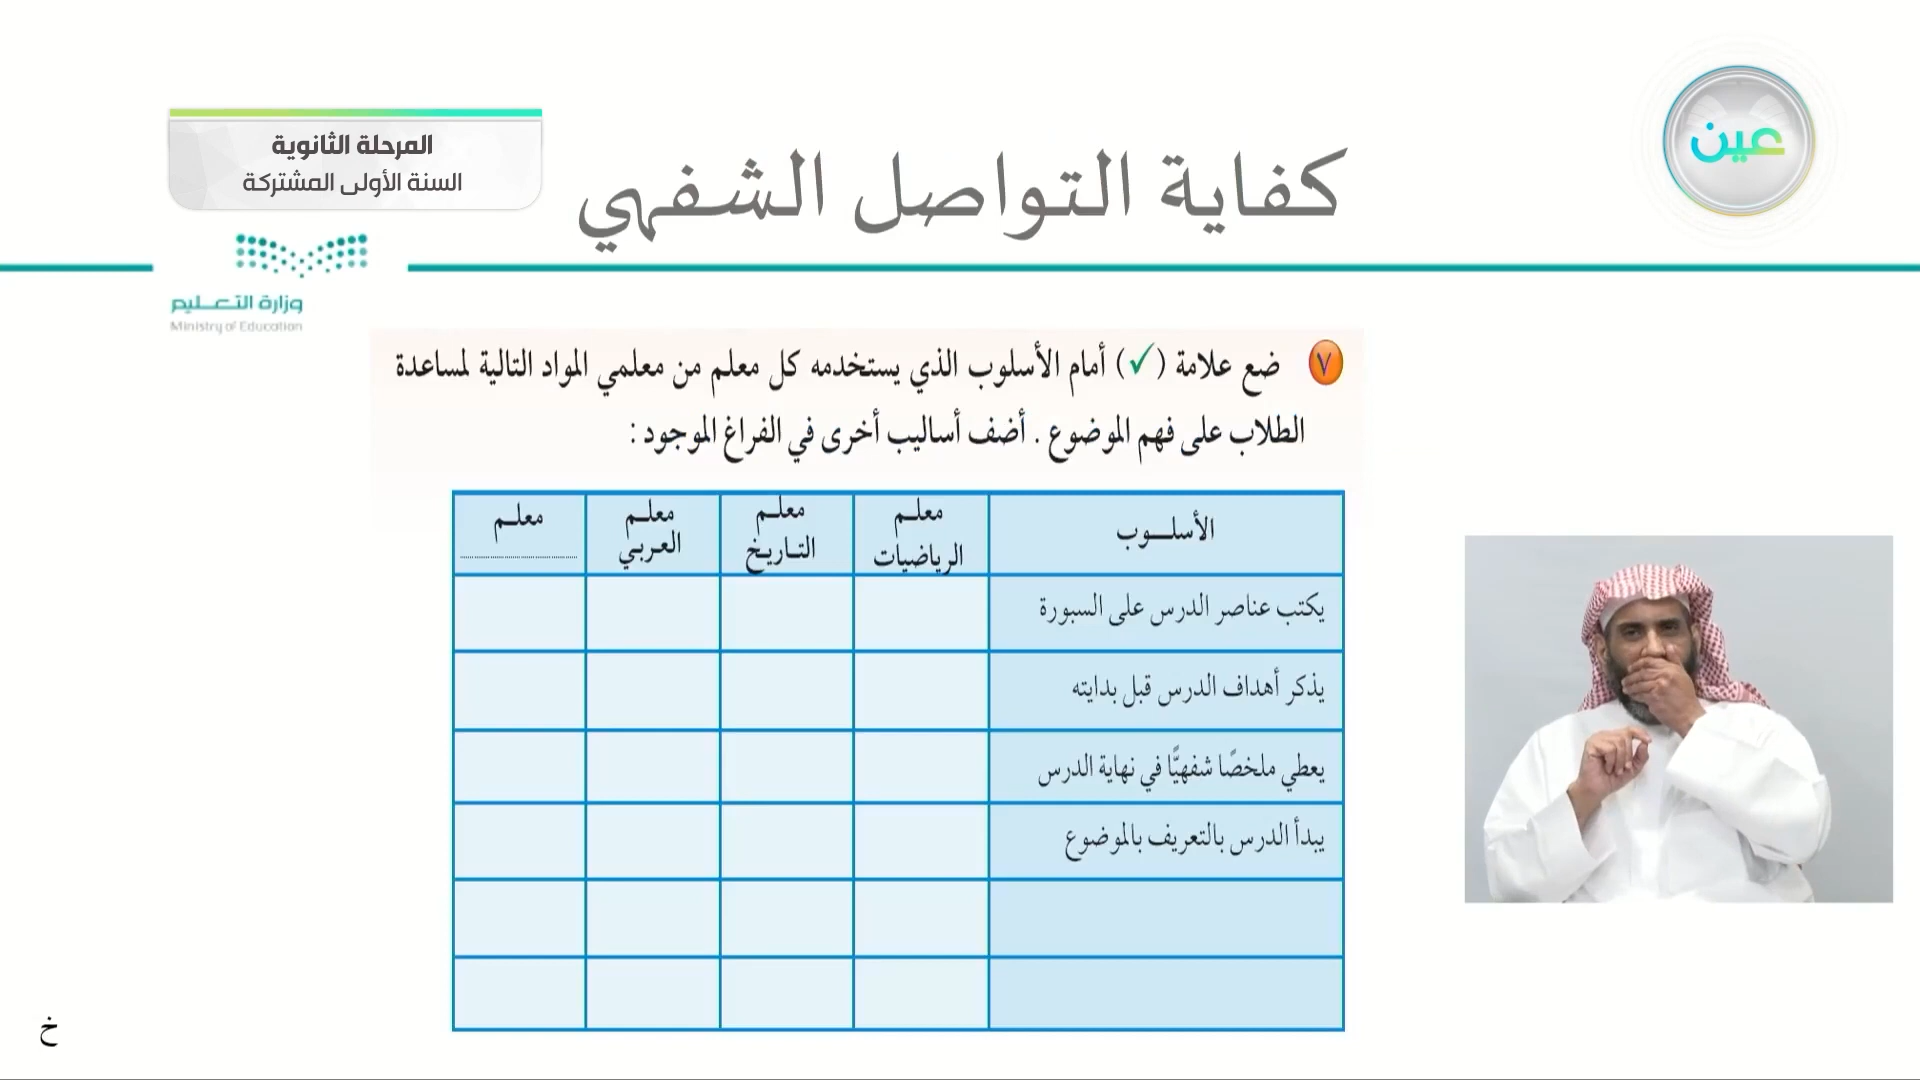 عين
المرحلة الثانوية
السنة الأولى المشتركة
كفاية التواصل الشفهي
وزارة التعليم
Ministry of Education
٧ ضع علامة (✓) أمام الأسلوب الذي يستخدمه كل معلم من معلمي المواد التالية لمساعدة
الطلاب على فهم الموضوع . أضف أساليب أخرى في الفراغ الموجود :
الأسلوب
معلم
الرياضيات
معلم
التاريخ
معلم
العربي
معلم
يكتب عناصر الدرس على السبورة
يذكر أهداف الدرس قبل بدايته
يعطي ملخصًا شفهيًّا في نهاية الدرس
يبدأ الدرس بالتعريف بالموضوع
خ